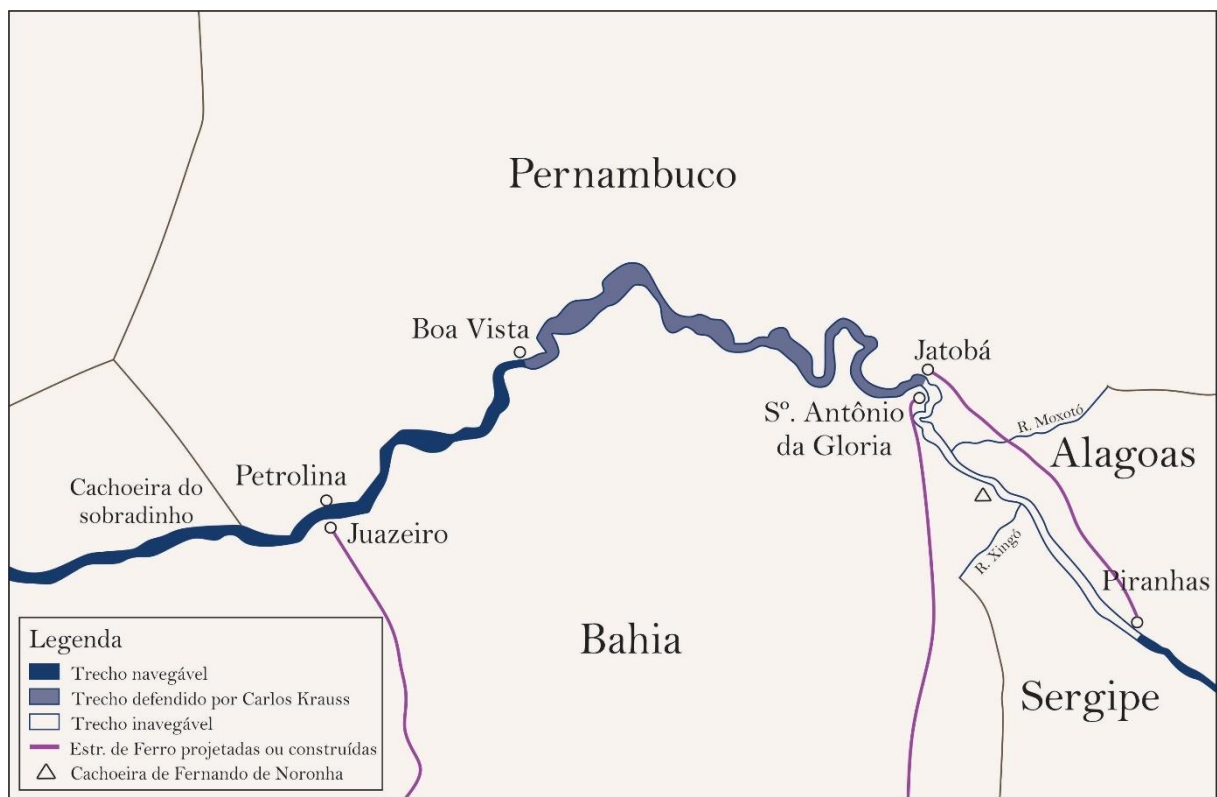 Pernambuco
Boa Vista
Jatobá
Sº. Antônio
da Gloria
R. Moxotó
Alagoas
Petrolina
Cachoeira do
sobradinho
Juazeiro
R. Xingó
Piranhas
Bahia
Sergipe
Legenda
Trecho navegável
Trecho defendido por Carlos Krauss
Trecho inavegável
Estr. de Ferro projetadas ou construídas
Cachoeira de Fernando de Noronha